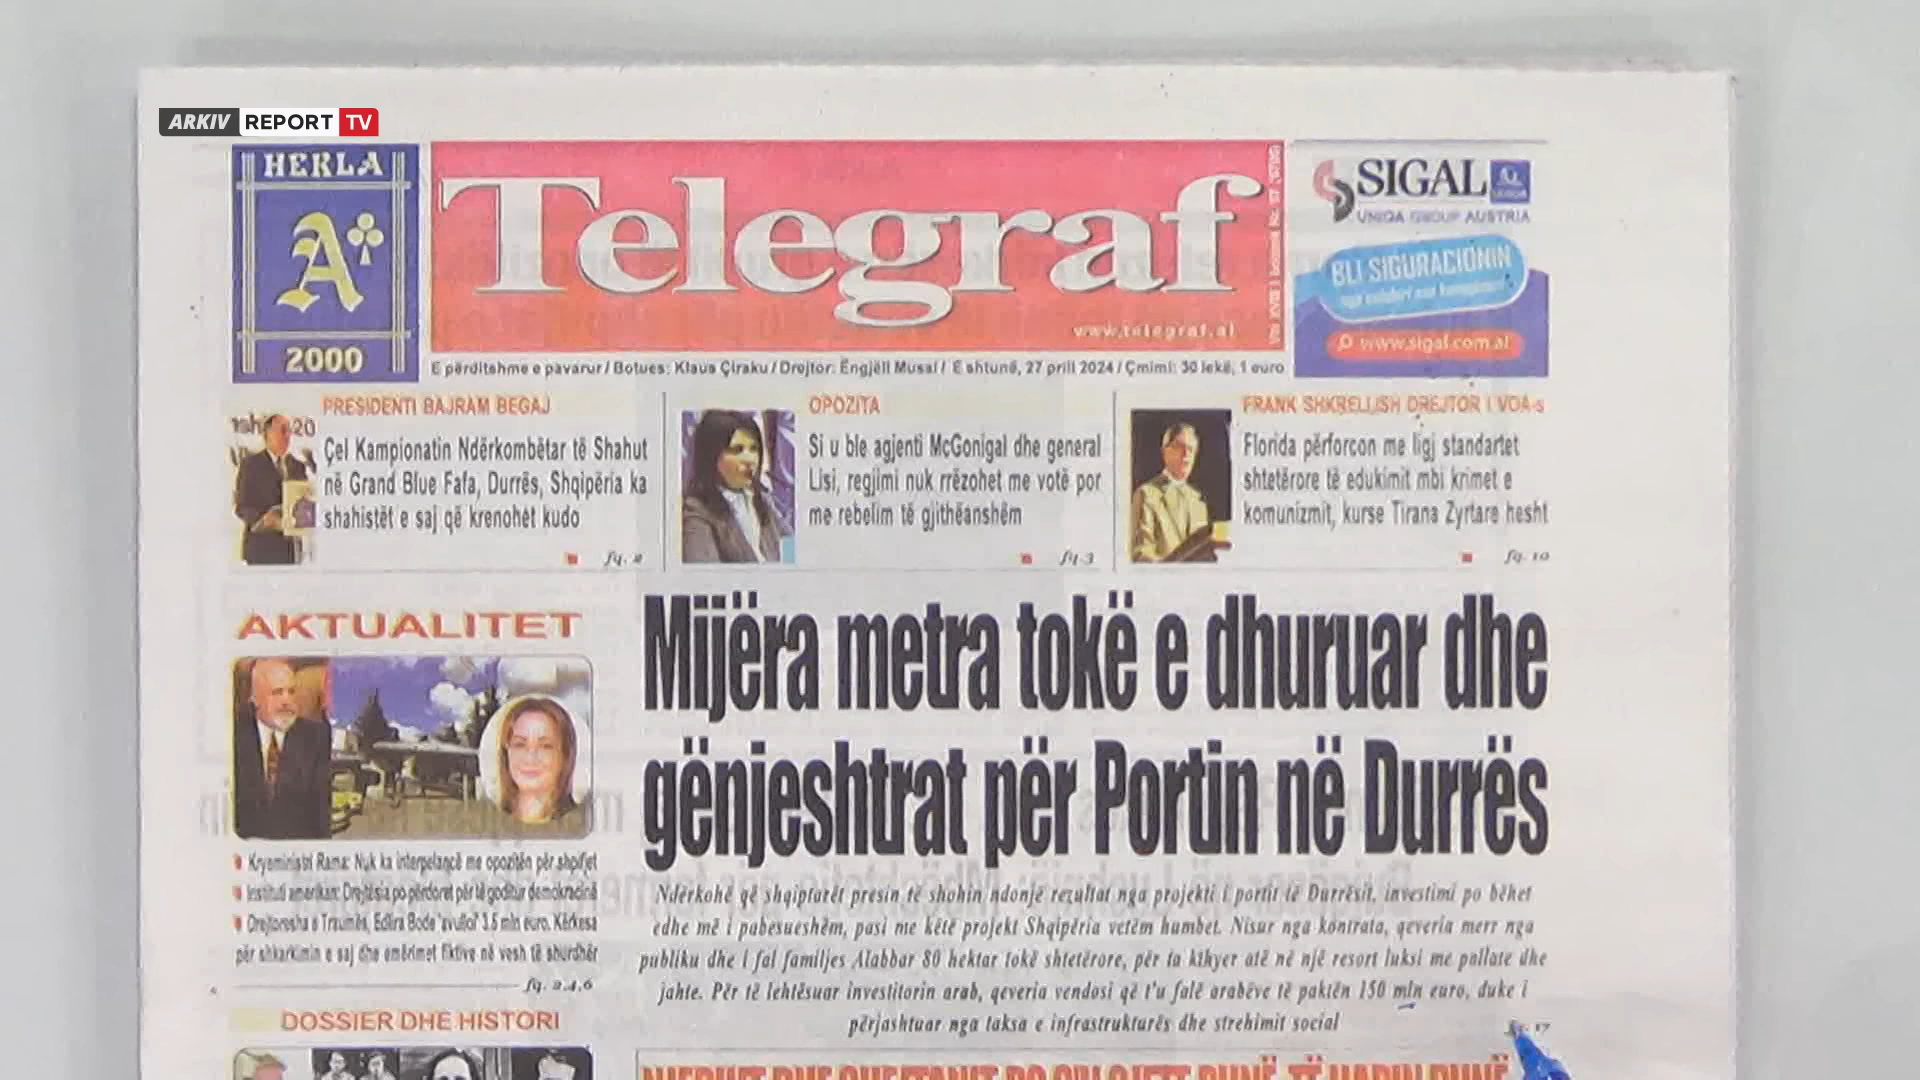 ARKIV REPORT TV
HERLA
A
2000
Telegraf
www.telegraf.al
SIGAL
UNIQA GROUP AUSTRIA
BLI SIGURACIONIN
www.sigal.com.al
E përditshme e pavarur / Botues: Klaus Çiraku / Drejtor: Ëngjëll Musai / E shtunë, 27 prill 2024 / Çmimi: 30 lekë, 1 euro
PRESIDENTI BAJRAM BEGAJ
Çel Kampionatin Ndërkombëtar të Shahut
në Grand Blue Fafa, Durrës, Shqipëria ka
shahistët e saj që krenohet kudo
OPOZITA
Si u ble agjenti McGonigal dhe general
Lisi, regjimi nuk rrëzohet me votë por
me rebelim të gjithëanshëm
fq.3
FRANK SHKRELI, ISH DREJTOR I VOA-s
Florida përforcon me ligj standartet
shtetërore të edukimit mbi krimet e
komunizmit, kurse Tirana Zyrtare hesht
fq. 10
AKTUALITET
Kryeministri Rama: Nuk ka interpelancë me opozitën për shpifjet
Instituti amerikan: Drejtësia po përdoret për të goditur demokracinë
Drejtoresha e Traumës, Edlira Bode 'avulloi' 3.5 mln euro. Kërkesa
për shkarkimin e saj dhe emërimet fiktive në vesh të shurdhër
fq. 2,4,6
DOSSIER DHE HISTORI
Mijëra metra tokë e dhuruar dhe
gënjeshtrat për Portin në Durrës
Ndërkohë që shqiptarët presin të shohin ndonjë rezultat nga projekti i portit të Durrësit, investimi po bëhet
edhe më i pabesueshëm, pasi me këtë projekt Shqipëria vetëm humbet. Nisur nga kontrata, qeveria merr nga
publiku dhe i fal familjes Alabbar 80 hektar tokë shtetërore, për ta kthyer atë në një resort luksi me pallate dhe
jahte. Për të lehtësuar investitorin arab, qeveria vendosi që t'u falë arabëve të paktën 150 mln euro, duke i
përjashtuar nga taksa e infrastrukturës dhe strehimit social